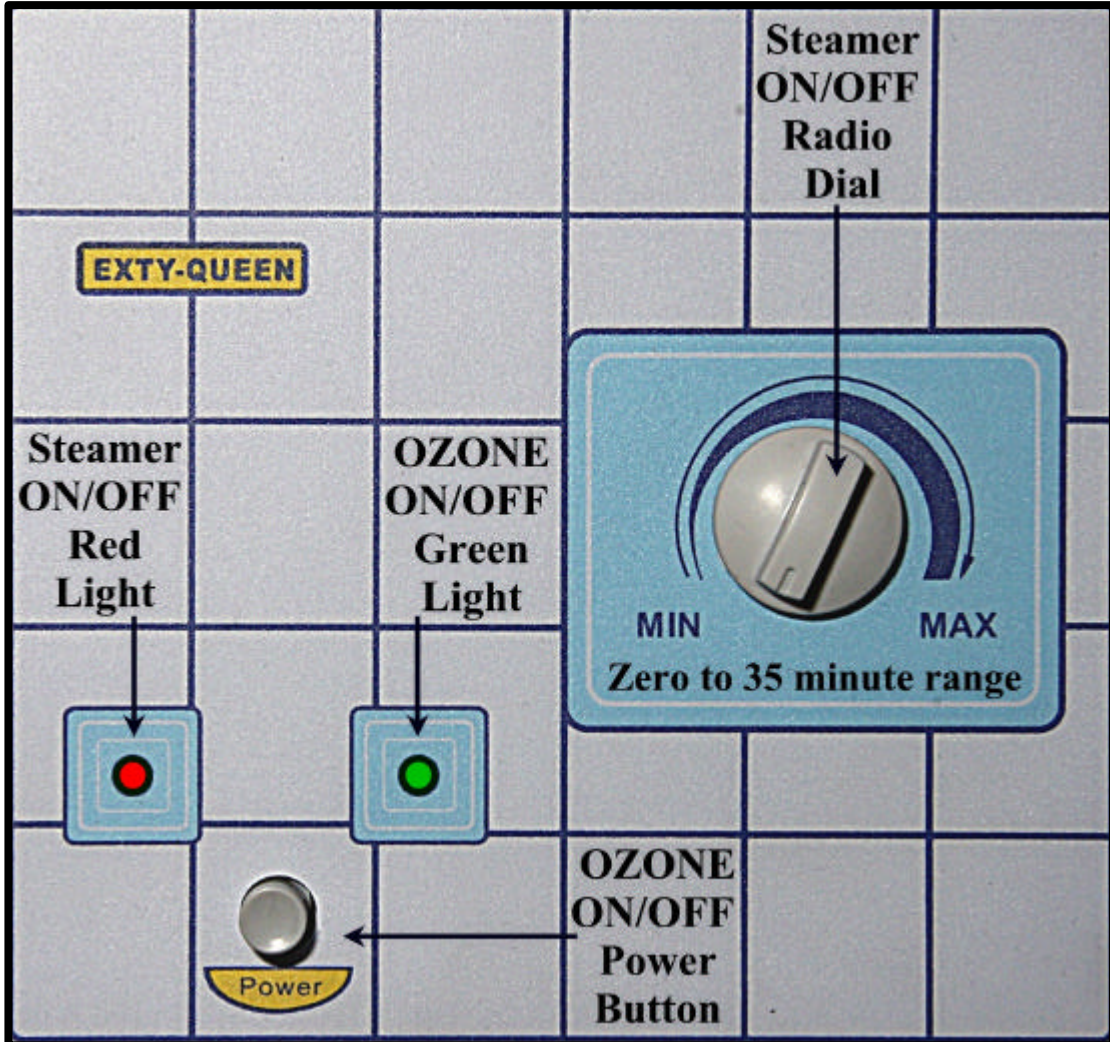 Steamer
ON/OFF
Radio
Dial
EXTY-QUEEN
Steamer
ON/OFF
Red
Light
OZONE
ON/OFF
Green
Light
MIN
MAX
Zero to 35 minute range
OZONE
ON/OFF
Power
Button
Power